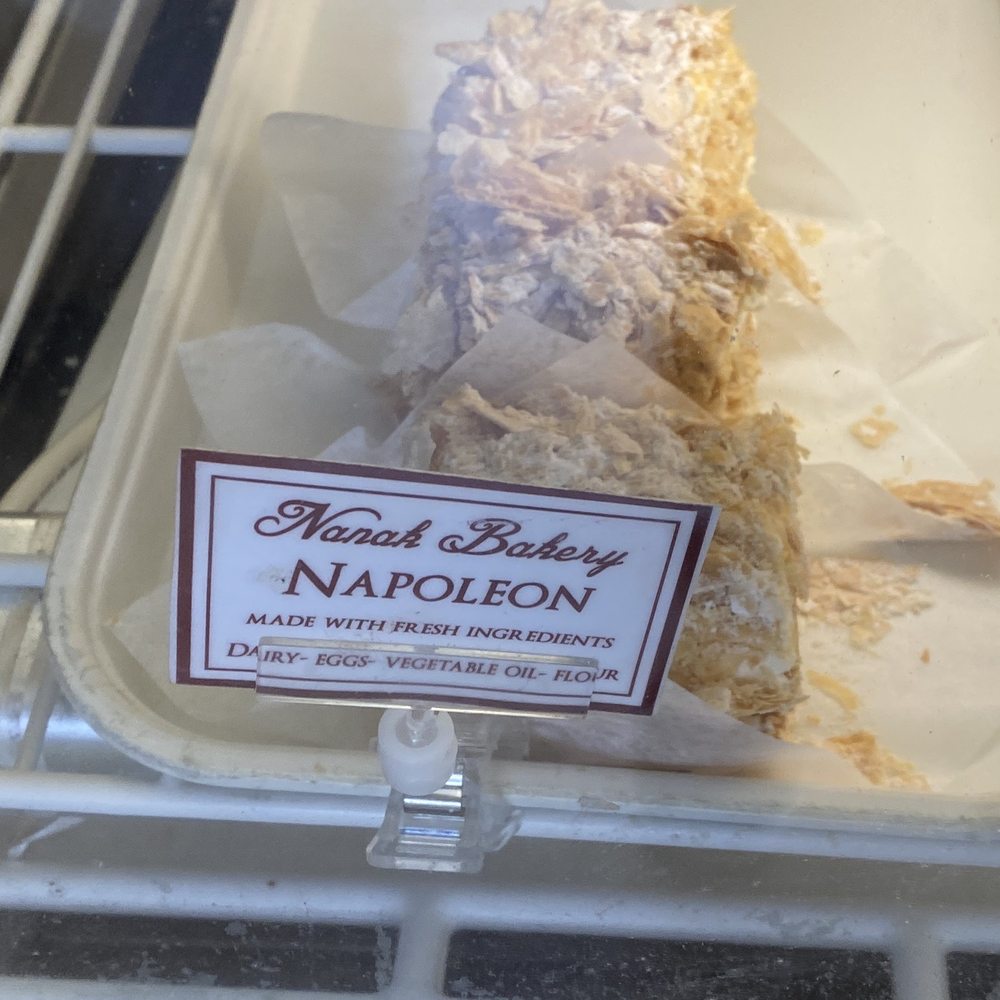 Nanak Bakery
NAPOLEON
MADE WITH FRESH INGREDIENTS
DAIRY- EGGS- VEGETABLE OIL- FLOUR